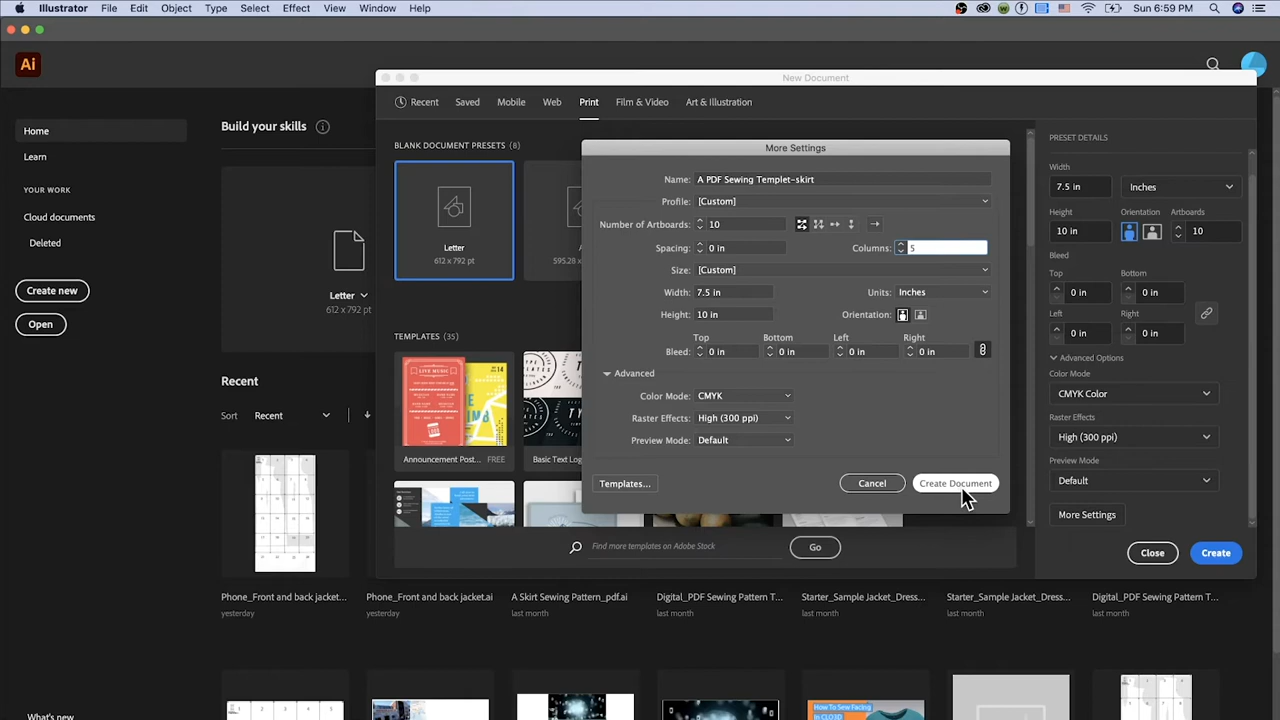 Illustrator File Edit Object Type Select Effect View Window Help Sun 6:59 PM
Ai
New Document
Recent Saved Mobile Web Print Film & Video Art & Illustration
Home
Learn
YOUR WORK
Cloud documents
Deleted
Create new
Open
Build your skills
Letter
612 x 792 pt
Recent
Sort Recent
BLANK DOCUMENT PRESETS (8)
Letter
612 x 792 pt
595.28
TEMPLATES (35)
LIVE MUSIC
Announcement Post... FREE
Basic Text Log
Find more templates on Adobe Stock
Go
More Settings
Name: A PDF Sewing Templet-skirt
Profile: [Custom]
Number of Artboards: 10
Spacing: 0 in Columns: 5
Size: [Custom]
Width: 7.5 in Units: Inches
Height: 10 in Orientation:
Top Bottom Left Right
Bleed: 0 in 0 in 0 in 0 in
Advanced
Color Mode: CMYK
Raster Effects: High (300 ppi)
Preview Mode: Default
Templates... Cancel Create Document
PRESET DETAILS
Width
7.5 in Inches
Height Orientation Artboards
10 in 10
Bleed
Top Bottom
0 in 0 in
Left Right
0 in 0 in
Advanced Options
Color Mode
CMYK Color
Raster Effects
High (300 ppi)
Preview Mode
Default
More Settings
Close Create
Phone_Front and back jacket...
yesterday
Phone_Front and back jacket.ai
yesterday
A Skirt Sewing Pattern_pdf.ai
last month
Digital_PDF Sewing Pattern T...
last month
Starter_Sample Jacket_Dress...
last month
Starter_Sample Jacket_Dress...
last month
Digital_PDF Sewing Pattern T...
last month
How To Sew Facing
in CLO3D
What's new